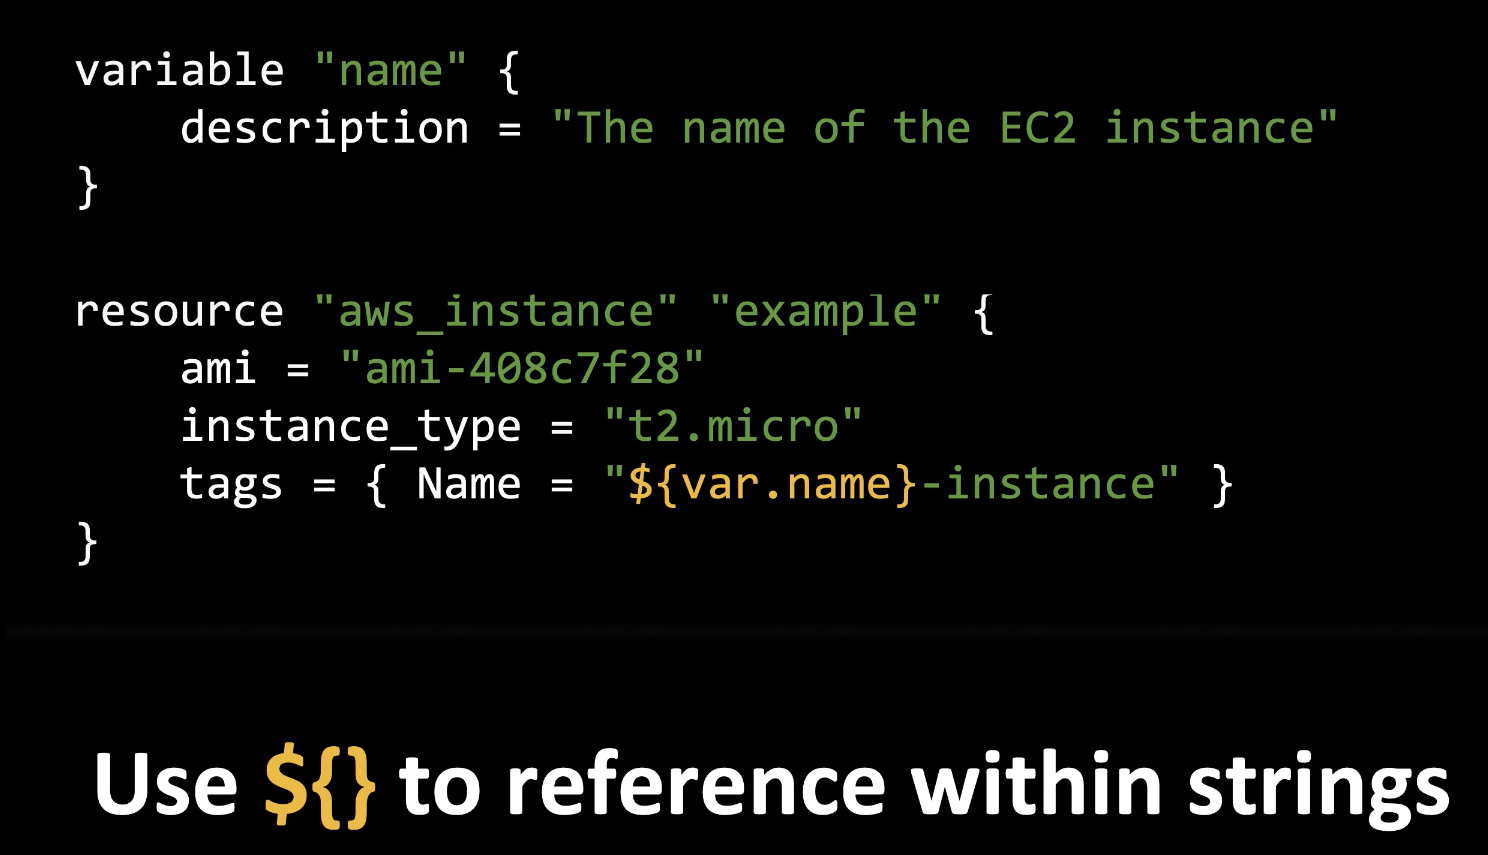 variable "name" {
    description = "The name of the EC2 instance"
}
resource "aws_instance" "example" {
    ami = "ami-408c7f28"
    instance_type = "t2.micro"
    tags = { Name = "${var.name}-instance" }
}
Use ${} to reference within strings